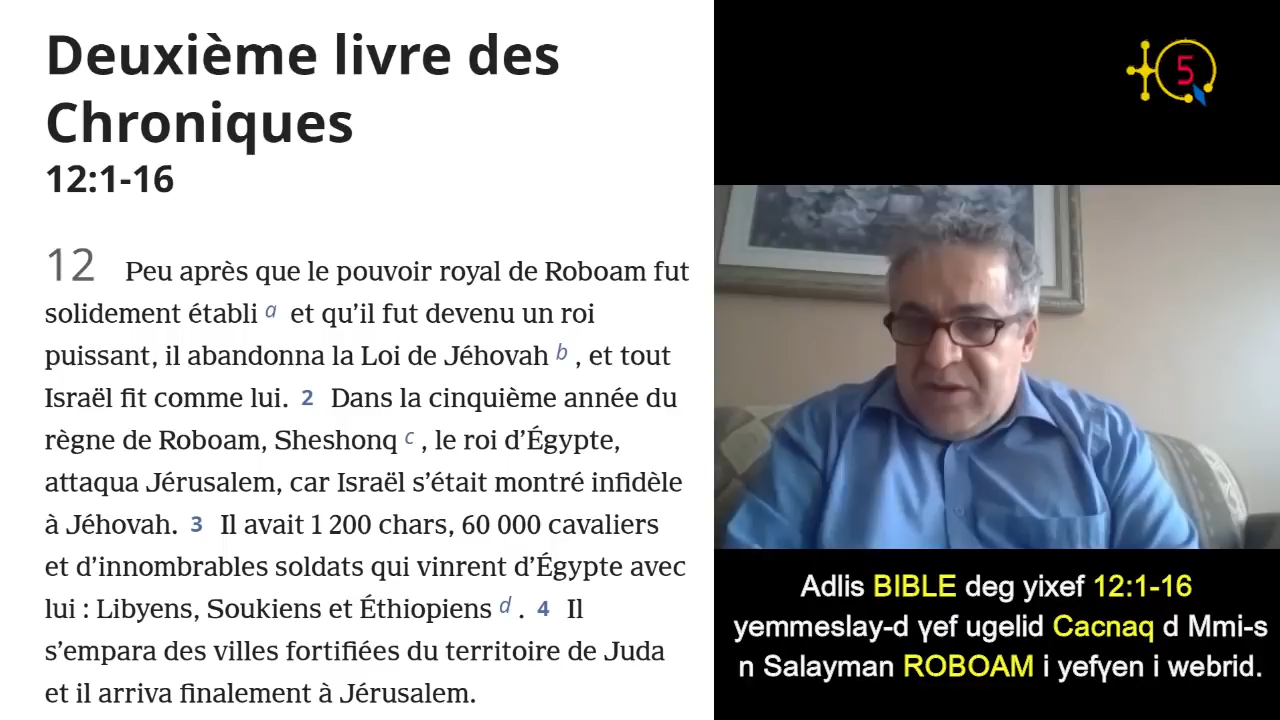 Deuxième livre des
Chroniques
12:1-16
12 Peu après que le pouvoir royal de Roboam fut
solidement établi a et qu’il fut devenu un roi
puissant, il abandonna la Loi de Jéhovah b , et tout
Israël fit comme lui. 2 Dans la cinquième année du
règne de Roboam, Sheshonq c , le roi d’Égypte,
attaqua Jérusalem, car Israël s’était montré infidèle
à Jéhovah. 3 Il avait 1 200 chars, 60 000 cavaliers
et d’innombrables soldats qui vinrent d’Égypte avec
lui : Libyens, Soukiens et Éthiopiens d . 4 Il
s’empara des villes fortifiées du territoire de Juda
et il arriva finalement à Jérusalem.
5
Adlis BIBLE deg yixef 12:1-16
yemmeslay-d γef ugelid Cacnaq d Mmi-s
n Salayman ROBOAM i yefγen i webrid.